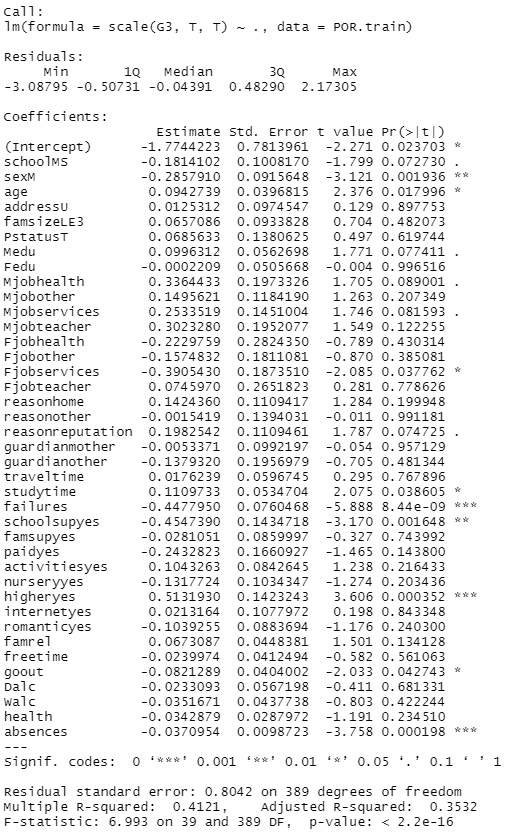 Call:
lm(formula = scale(G3, T, T) ~ ., data = POR.train)
Residuals:
Min 1Q Median 3Q Max
-3.08795 -0.50731 -0.04391 0.48290 2.17305
Coefficients:
Estimate Std. Error t value Pr(>|t|)
(Intercept) -1.7744223 0.7813961 -2.271 0.023703 *
schoolMS -0.1814102 0.1008170 -1.799 0.072730 .
sexM -0.2857910 0.0915648 -3.121 0.001936 **
age 0.0942739 0.0396815 2.376 0.017996 *
addressU 0.0125312 0.0974547 0.129 0.897753
famsizeLE3 0.0657086 0.0933828 0.704 0.482073
PstatusT 0.0685633 0.1380625 0.497 0.619744
Medu 0.0996312 0.0562698 1.771 0.077411 .
Fedu -0.0002209 0.0505668 -0.004 0.996516
Mjobhealth 0.3364433 0.1973326 1.705 0.089001 .
Mjobother 0.1495621 0.1184190 1.263 0.207349
Mjobservices 0.2533519 0.1451004 1.746 0.081593 .
Mjobteacher 0.3023280 0.1952077 1.549 0.122255
Fjobhealth -0.2229759 0.2824350 -0.789 0.430314
Fjobother -0.1574832 0.1811081 -0.870 0.385081
Fjobservices -0.3905430 0.1873510 -2.085 0.037762 *
Fjobteacher 0.0745970 0.2651823 0.281 0.778626
reasonhome 0.1424360 0.1109417 1.284 0.199948
reasonother -0.0015419 0.1394031 -0.011 0.991181
reasonreputation 0.1982542 0.1109461 1.787 0.074725 .
guardianmother -0.0053371 0.0992197 -0.054 0.957129
guardianother -0.1379320 0.1956979 -0.705 0.481344
traveltime 0.0176239 0.0596745 0.295 0.767896
studytime 0.1109733 0.0534704 2.075 0.038605 *
failures -0.4477950 0.0760468 -5.888 8.44e-09 ***
schoolsupyes -0.4547390 0.1434718 -3.170 0.001648 **
famsupyes -0.0281051 0.0859997 -0.327 0.743992
paidyes -0.2432823 0.1660927 -1.465 0.143800
activitiesyes 0.1043263 0.0842645 1.238 0.216433
nurseryyes -0.1317724 0.1034347 -1.274 0.203436
higheryes 0.5131930 0.1423243 3.606 0.000352 ***
internetyes 0.0213164 0.1077972 0.198 0.843348
romanticyes -0.1039255 0.0883694 -1.176 0.240300
famrel 0.0673087 0.0448381 1.501 0.134128
freetime -0.0239974 0.0412494 -0.582 0.561063
goout -0.0821289 0.0404002 -2.033 0.042743 *
Dalc -0.0233093 0.0567198 -0.411 0.681331
Walc -0.0351671 0.0437738 -0.803 0.422244
health -0.0342879 0.0287972 -1.191 0.234510
absences -0.0370954 0.0098723 -3.758 0.000198 ***
---
Signif. codes: 0 ‘***’ 0.001 ‘**’ 0.01 ‘*’ 0.05 ‘.’ 0.1 ‘ ’ 1
Residual standard error: 0.8042 on 389 degrees of freedom
Multiple R-squared: 0.4121, Adjusted R-squared: 0.3532
F-statistic: 6.993 on 39 and 389 DF, p-value: < 2.2e-16